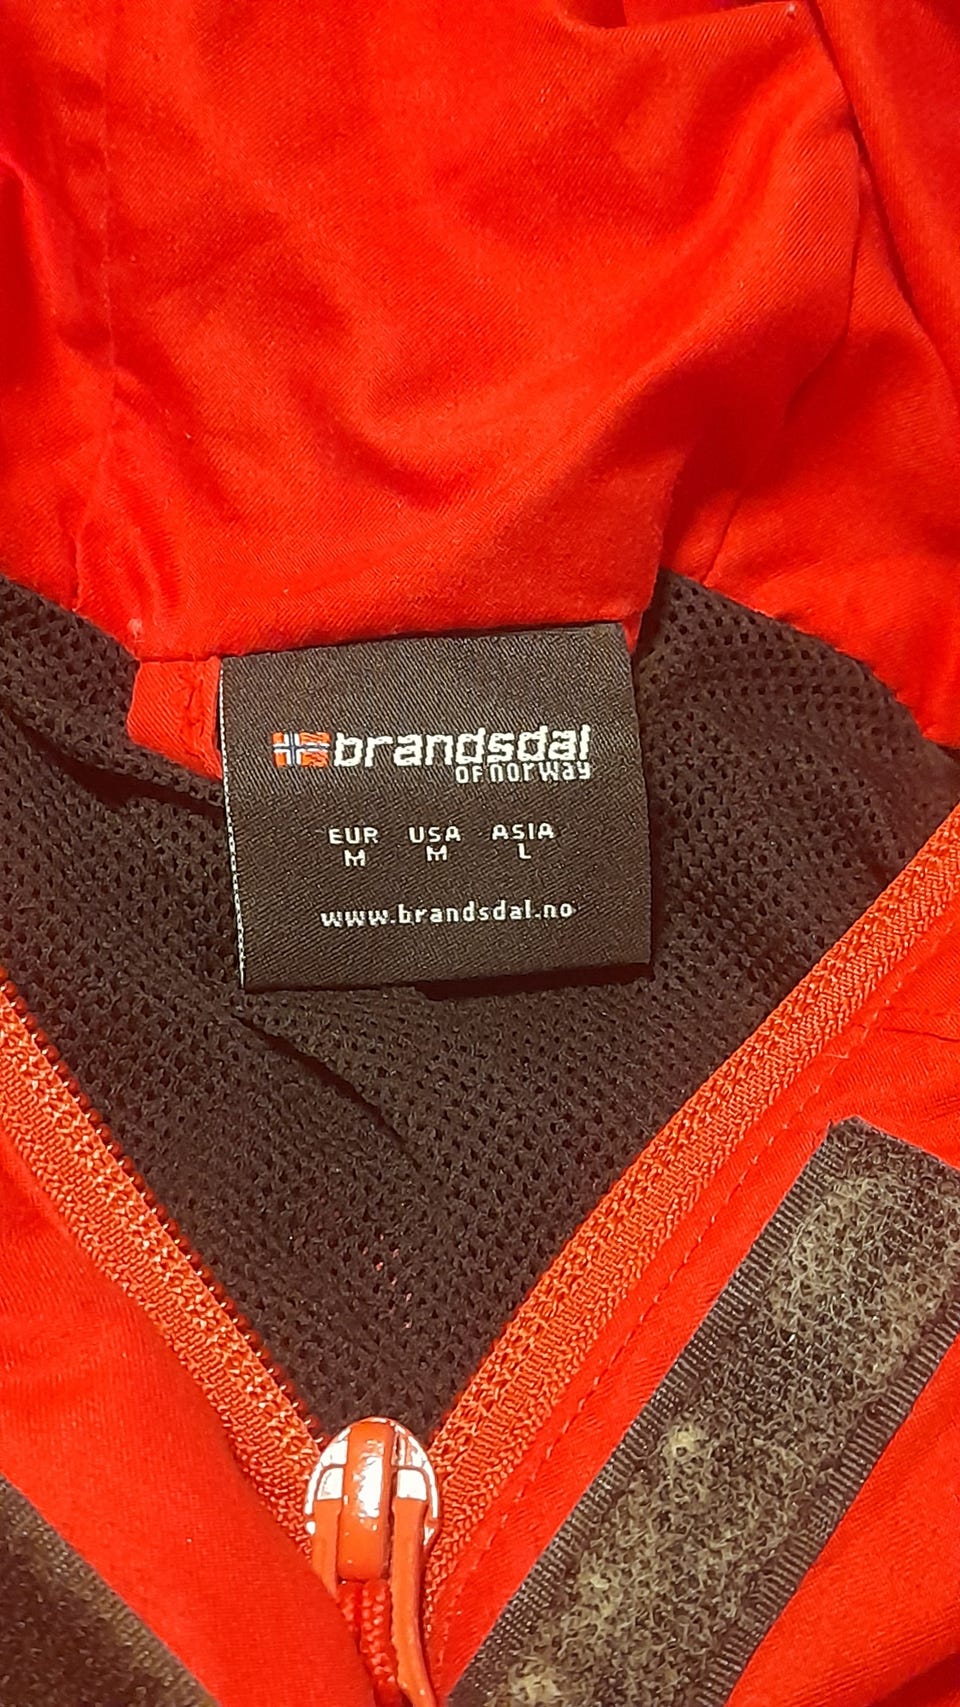 brandsdal
OF norway
EUR USA ASIA
M M L
www.brandsdal.no